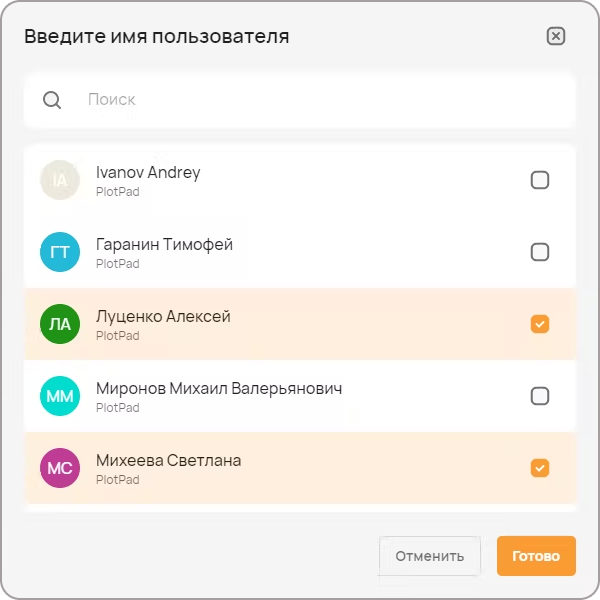 Введите имя пользователя
Поиск
IA
Ivanov Andrey
PlotPad
ГТ
Гаранин Тимофей
PlotPad
ЛА
Луценко Алексей
PlotPad
ММ
Миронов Михаил Валерьянович
PlotPad
МС
Михеева Светлана
PlotPad
Отменить
Готово